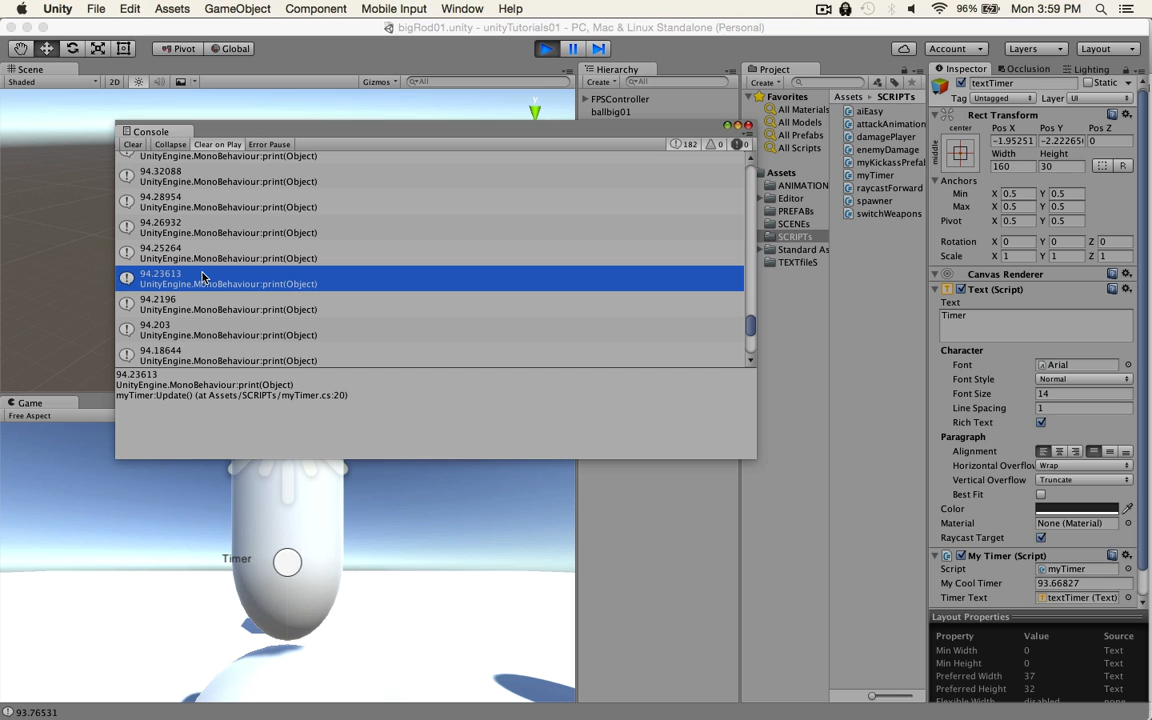 Unity File Edit Assets GameObject Component Mobile Input Window Help 96% Mon 3:59 PM
bigRod01.unity - unityTutorials01 - PC, Mac & Linux Standalone (Personal)
Pivot Global Account Layers Layout
Scene
Shaded 2D Gizmos All
Hierarchy
Create All
FPSController
ballbig01
Project
Create
Favorites
All Materials
All Models
All Prefabs
All Scripts
Assets
ANIMATION
Editor
PREFABs
SCENEs
SCRIPTs
Standard As
TEXTfileS
Assets SCRIPTs
aiEasy
attackAnimation
damagePlayer
enemyDamage
myKickassPrefal
myTimer
raycastForward
spawner
switchWeapons
Console
Clear Collapse Clear on Play Error Pause 182 0 0
UnityEngine.MonoBehaviour:print(Object)
94.32088
UnityEngine.MonoBehaviour:print(Object)
94.28954
UnityEngine.MonoBehaviour:print(Object)
94.26932
UnityEngine.MonoBehaviour:print(Object)
94.25264
UnityEngine.MonoBehaviour:print(Object)
94.23613
UnityEngine.MonoBehaviour:print(Object)
94.2196
UnityEngine.MonoBehaviour:print(Object)
94.203
UnityEngine.MonoBehaviour:print(Object)
94.18644
UnityEngine.MonoBehaviour:print(Object)
94.23613
UnityEngine.MonoBehaviour:print(Object)
myTimer:Update() (at Assets/SCRIPTs/myTimer.cs:20)
Game
Free Aspect
Timer
93.76531
Inspector Occlusion Lighting
textTimer Static
Tag Untagged Layer UI
Rect Transform
center Pos X Pos Y Pos Z
middle -1.95251 -2.22265 0
Width Height
160 30 R
Anchors
Min X 0.5 Y 0.5
Max X 0.5 Y 0.5
Pivot X 0.5 Y 0.5
Rotation X 0 Y 0 Z 0
Scale X 1 Y 1 Z 1
Canvas Renderer
Text (Script)
Text
Timer
Character
Font Arial
Font Style Normal
Font Size 14
Line Spacing 1
Rich Text
Paragraph
Alignment
Horizontal Overflov Wrap
Vertical Overflow Truncate
Best Fit
Color
Material None (Material)
Raycast Target
My Timer (Script)
Script myTimer
My Cool Timer 93.66827
Timer Text textTimer (Text)
Layout Properties
Property Value Source
Min Width 0 Text
Min Height 0 Text
Preferred Width 37 Text
Preferred Height 32 Text
Flexible Width disabled